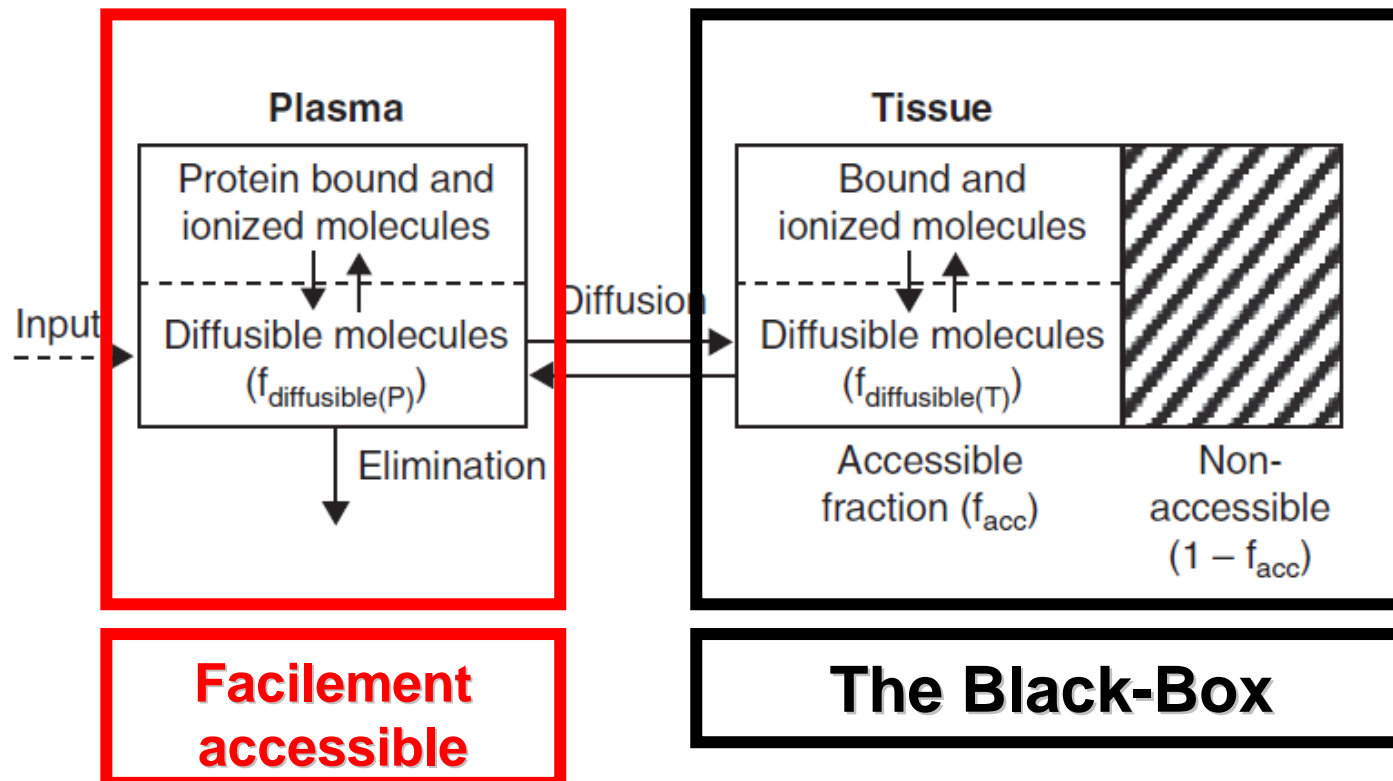 Plasma
Protein bound and
ionized molecules
Diffusible molecules
(fdiffusible(P))
Input
Elimination
Diffusion
Tissue
Bound and
ionized molecules
Diffusible molecules
(fdiffusible(T))
Accessible
fraction (facc)
Non-
accessible
(1 – facc)
Facilement
accessible
The Black-Box